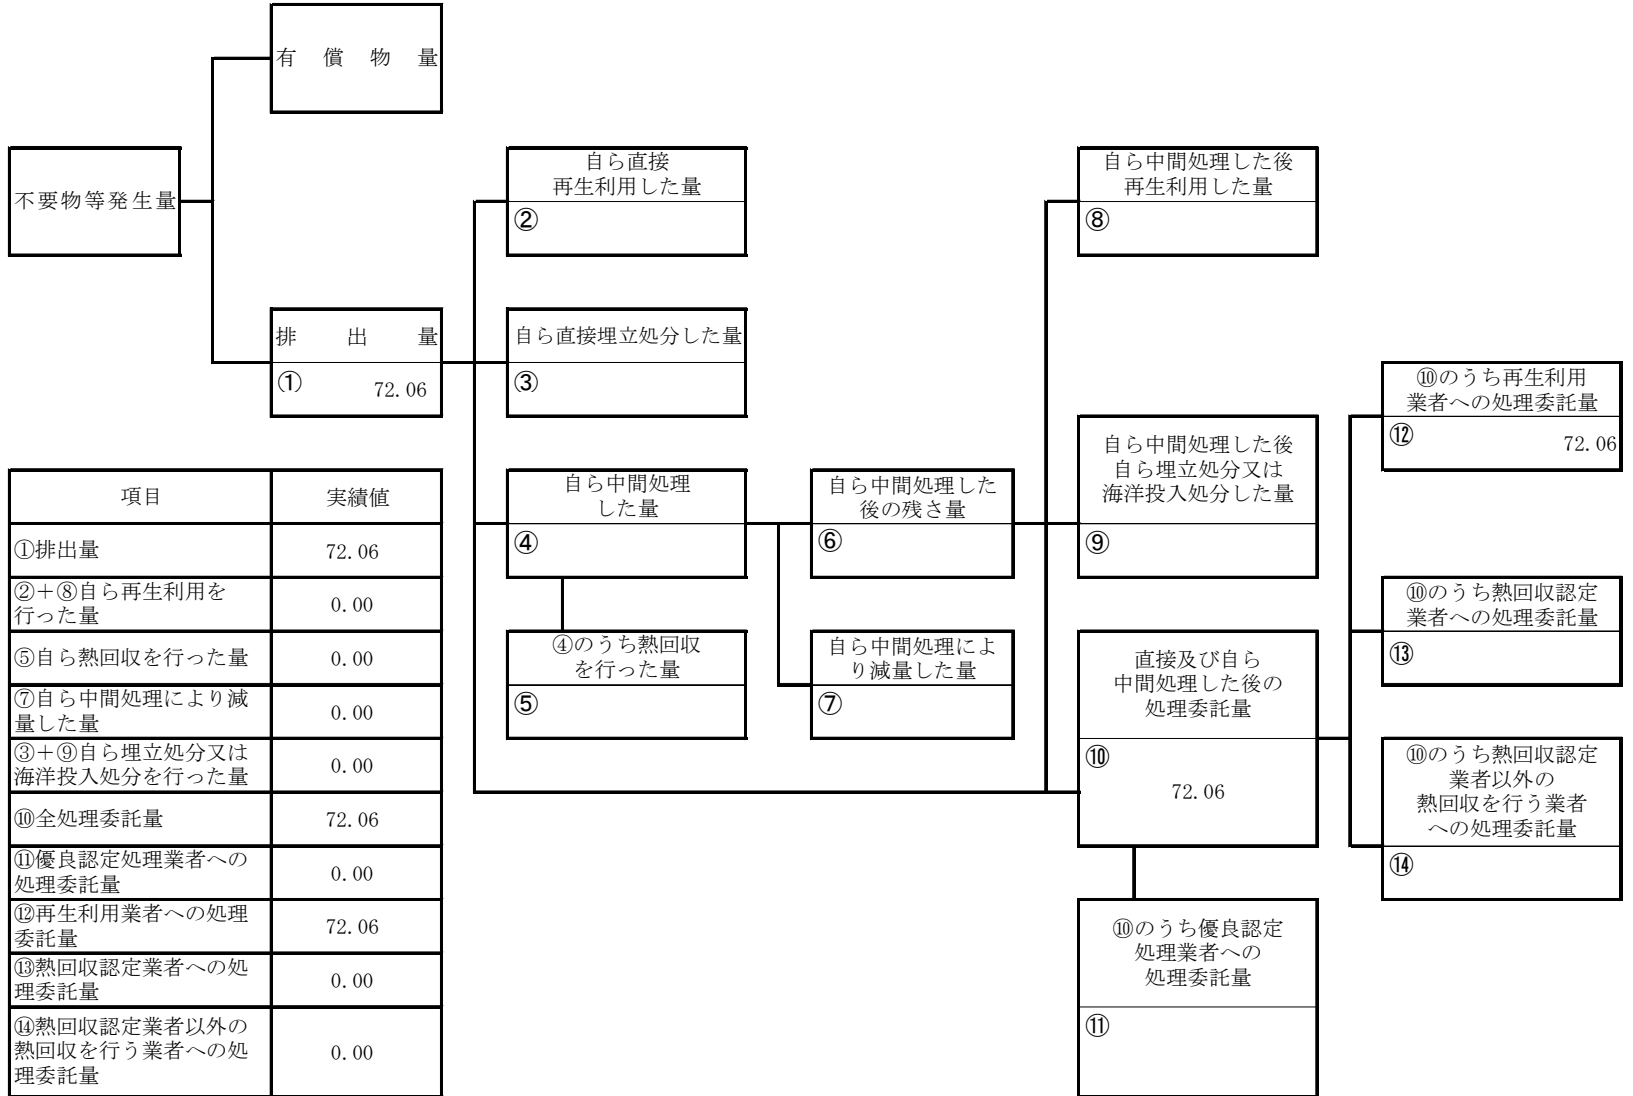 有償物量
不要物等発生量
自ら直接
再生利用した量
②
自ら中間処理した後
再生利用した量
⑧
排出量
① 72.06
自ら直接埋立処分した量
③
⑩のうち再生利用
業者への処理委託量
⑫ 72.06
自ら中間処理
した量
④
自ら中間処理した
後の残さ量
⑥
自ら中間処理した後
自ら埋立処分又は
海洋投入処分した量
⑨
④のうち熱回収
を行った量
⑤
自ら中間処理によ
り減量した量
⑦
直接及び自ら
中間処理した後の
処理委託量
⑩
72.06
⑩のうち熱回収認定
業者への処理委託量
⑬
⑩のうち熱回収認定
業者以外の
熱回収を行う業者
への処理委託量
⑭
⑩のうち優良認定
処理業者への
処理委託量
⑪
項目 実績値
①排出量 72.06
②+⑧自ら再生利用を
行った量 0.00
⑤自ら熱回収を行った量 0.00
⑦自ら中間処理により減
量した量 0.00
③+⑨自ら埋立処分又は
海洋投入処分を行った量 0.00
⑩全処理委託量 72.06
⑪優良認定処理業者への
処理委託量 0.00
⑫再生利用業者への処理
委託量 72.06
⑬熱回収認定業者への処
理委託量 0.00
⑭熱回収認定業者以外の
熱回収を行う業者への処
理委託量 0.00